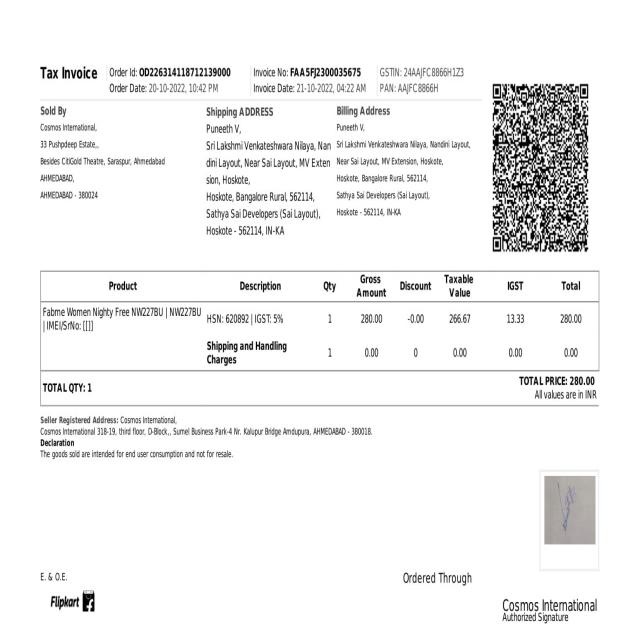 Tax Invoice
Order Id: OD226314118712139000
Order Date: 20-10-2022, 10:42 PM
Invoice No: FAA5FJ2300035675
Invoice Date: 21-10-2022, 04:22 AM
GSTIN: 24AAJFC8866H1Z3
PAN: AAJFC8866H
Sold By
Cosmos International,
33 Pushpdeep Estate,,
Besides CitiGold Theatre, Saraspur, Ahmedabad
AHMEDABAD,
AHMEDABAD - 380024
Shipping ADDRESS
Puneeth V,
Sri Lakshmi Venkateshwara Nilaya, Nan
dini Layout, Near Sai Layout, MV Exten
sion, Hoskote,
Hoskote, Bangalore Rural, 562114,
Sathya Sai Developers (Sai Layout),
Hoskote - 562114, IN-KA
Billing Address
Puneeth V,
Sri Lakshmi Venkateshwara Nilaya, Nandini Layout,
Near Sai Layout, MV Extension, Hoskote,
Hoskote, Bangalore Rural, 562114,
Sathya Sai Developers (Sai Layout),
Hoskote - 562114, IN-KA
Product Description Qty Gross Amount Discount Taxable Value IGST Total
Fabme Women Nighty Free NW227BU | NW227BU
| IMEI/SrNo: [[]]
HSN: 620892 | IGST: 5% 1 280.00 -0.00 266.67 13.33 280.00
Shipping and Handling
Charges
1 0.00 0 0.00 0.00 0.00
TOTAL QTY: 1
TOTAL PRICE: 280.00
All values are in INR
Seller Registered Address: Cosmos International,
Cosmos International 318-19, third floor, D-Block,, Sumel Business Park-4 Nr. Kalupur Bridge Amdupura, AHMEDABAD - 380018.
Declaration
The goods sold are intended for end user consumption and not for resale.
E. & O.E.
Ordered Through
Flipkart
Cosmos International
Authorized Signature